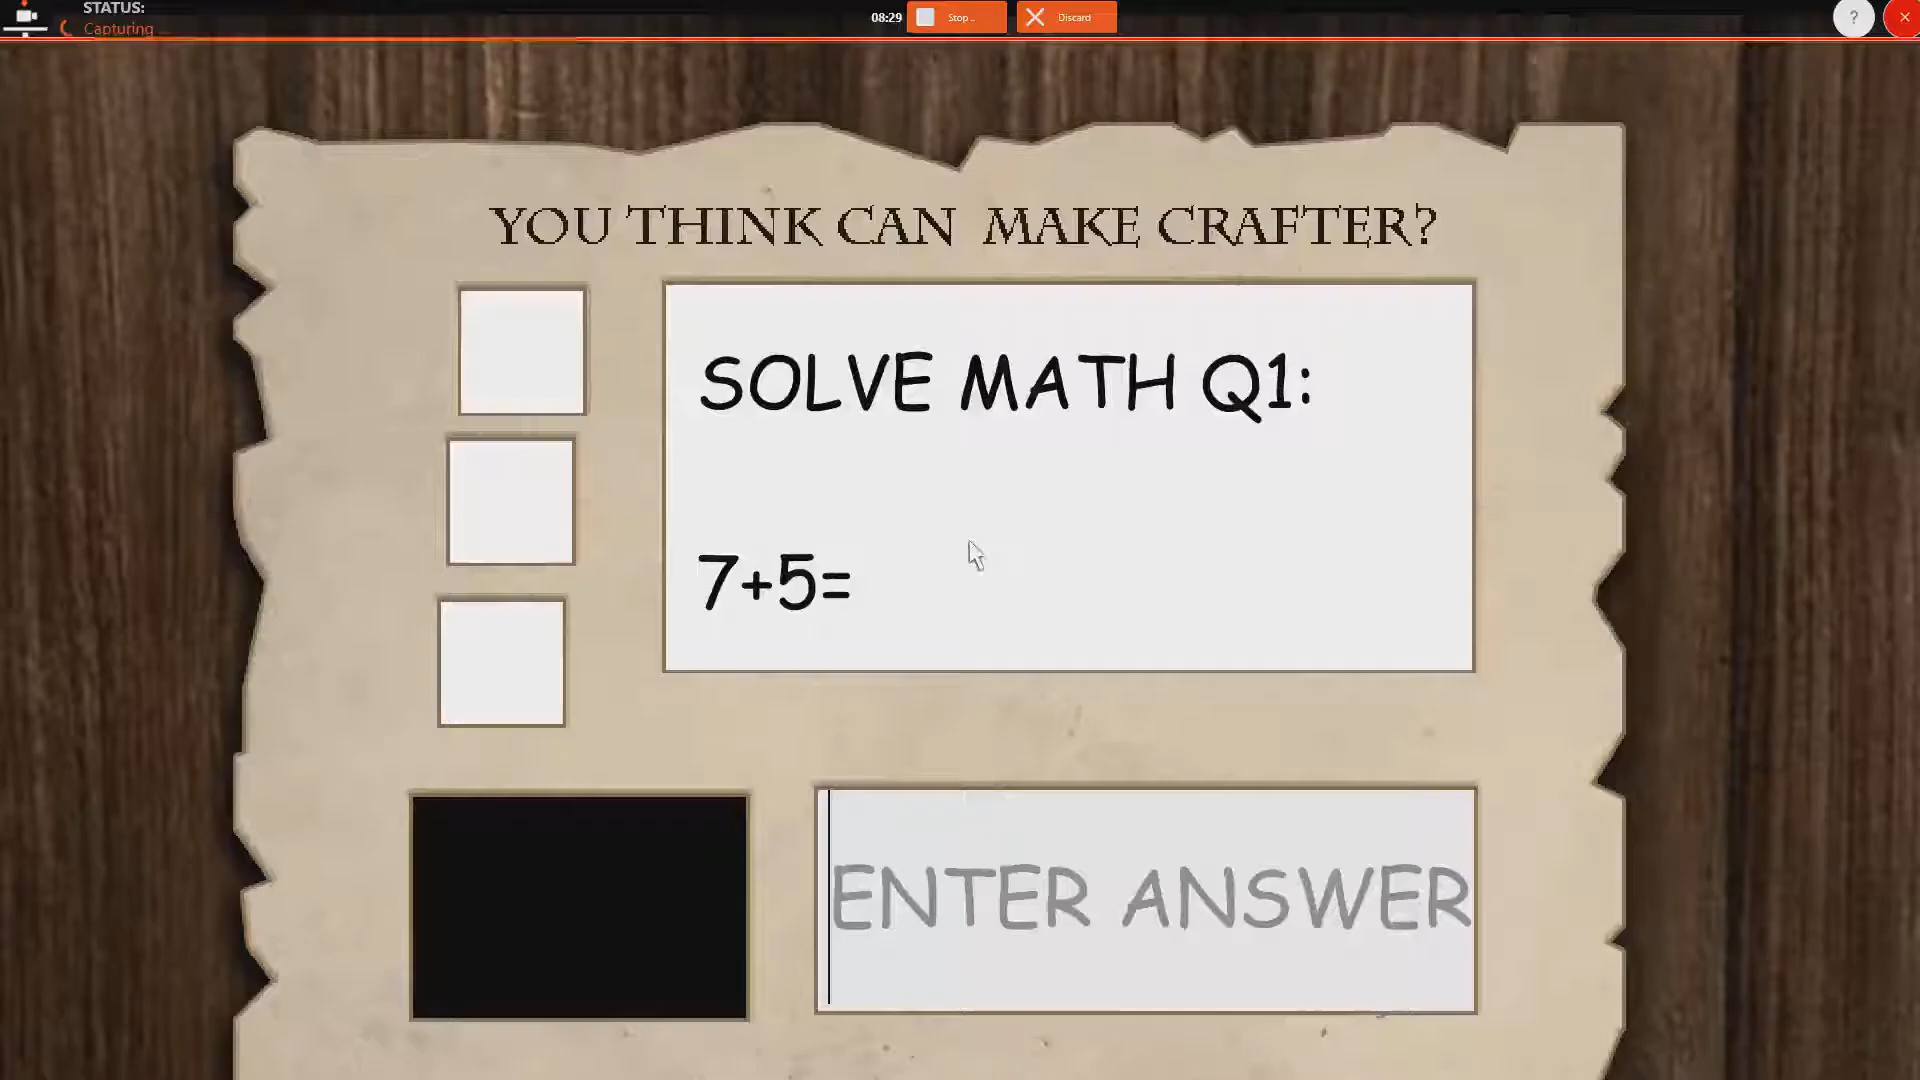 STATUS:
Capturing ...
08:29
Stop...
Discard
?
YOU THINK CAN MAKE CRAFTER?
SOLVE MATH Q1:
7+5=
ENTER ANSWER